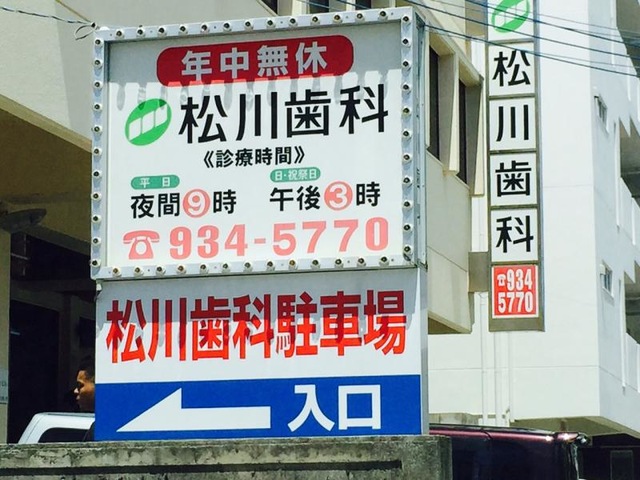 年中無休
松川歯科
《診療時間》
平日 日・祝祭日
夜間9時 午後3時
☎934-5770
松川歯科駐車場
入口
松川歯科
☎934
5770